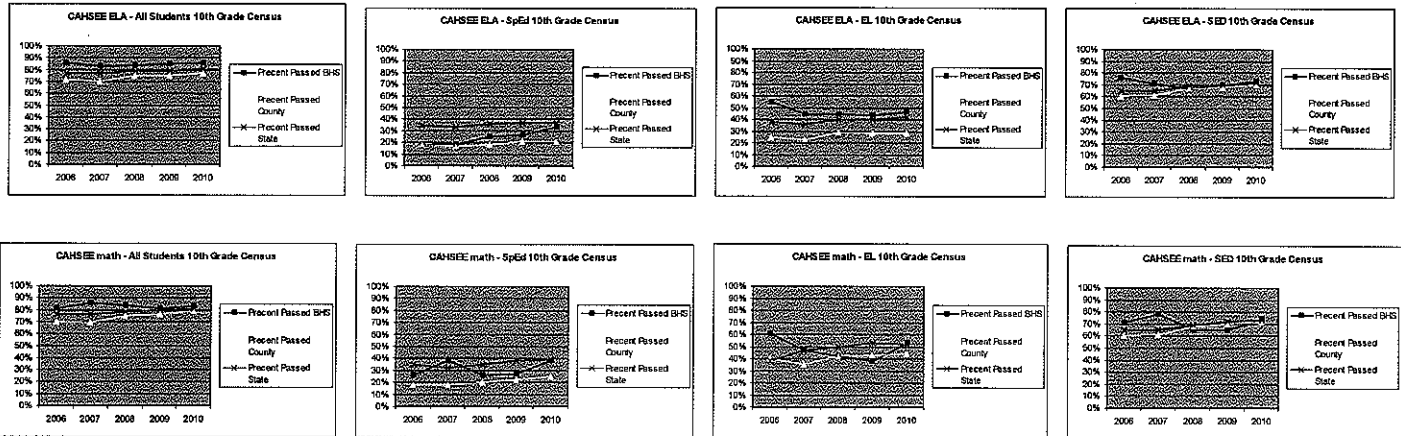 CAHSEE ELA - All Students 10th Grade Census
100%
90%
80%
70%
60%
50%
40%
30%
20%
10%
0%
2006 2007 2008 2009 2010
Precent Passed BHS
Precent Passed
County
Precent Passed
State
CAHSEE ELA - SpEd 10th Grade Census
100%
90%
80%
70%
60%
50%
40%
30%
20%
10%
0%
2006 2007 2008 2009 2010
Precent Passed BHS
Precent Passed
County
Precent Passed
State
CAHSEE ELA - EL 10th Grade Census
100%
90%
80%
70%
60%
50%
40%
30%
20%
10%
0%
2006 2007 2008 2009 2010
Precent Passed BHS
Precent Passed
County
Precent Passed
State
CAHSEE ELA - SED 10th Grade Census
100%
90%
80%
70%
60%
50%
40%
30%
20%
10%
0%
2006 2007 2008 2009 2010
Precent Passed BHS
Precent Passed
County
Precent Passed
State
CAHSEE math - All Students 10th Grade Census
100%
90%
80%
70%
60%
50%
40%
30%
20%
10%
0%
2006 2007 2008 2009 2010
Precent Passed BHS
Precent Passed
County
Precent Passed
State
CAHSEE math - SpEd 10th Grade Census
100%
90%
80%
70%
60%
50%
40%
30%
20%
10%
0%
2006 2007 2008 2009 2010
Precent Passed BHS
Precent Passed
County
Precent Passed
State
CAHSEE math - EL 10th Grade Census
100%
90%
80%
70%
60%
50%
40%
30%
20%
10%
0%
2006 2007 2008 2009 2010
Precent Passed BHS
Precent Passed
County
Precent Passed
State
CAHSEE math - SED 10th Grade Census
100%
90%
80%
70%
60%
50%
40%
30%
20%
10%
0%
2006 2007 2008 2009 2010
Precent Passed BHS
Precent Passed
County
Precent Passed
State